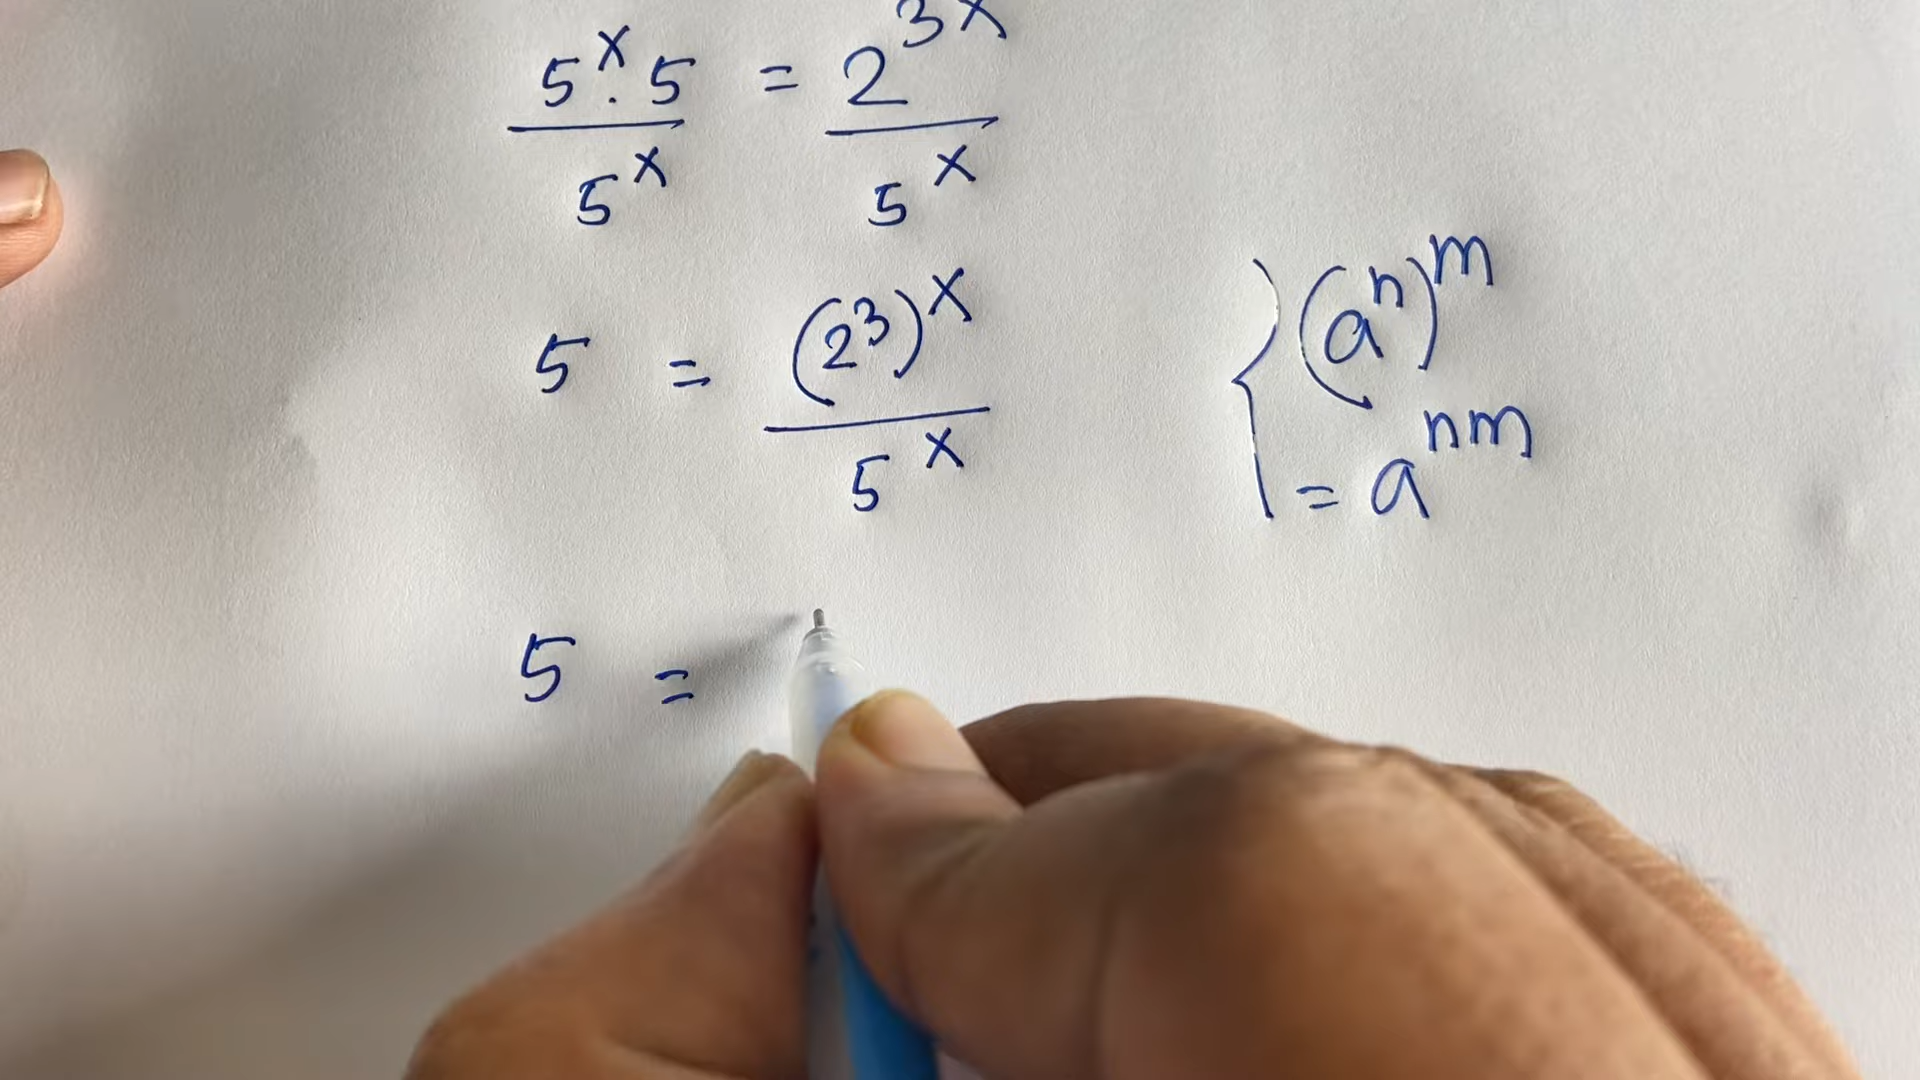 5^x . 5 / 5^x = 2^3x / 5^x
5 = (2^3)^x / 5^x
{ (a^n)^m
= a^nm
5 =